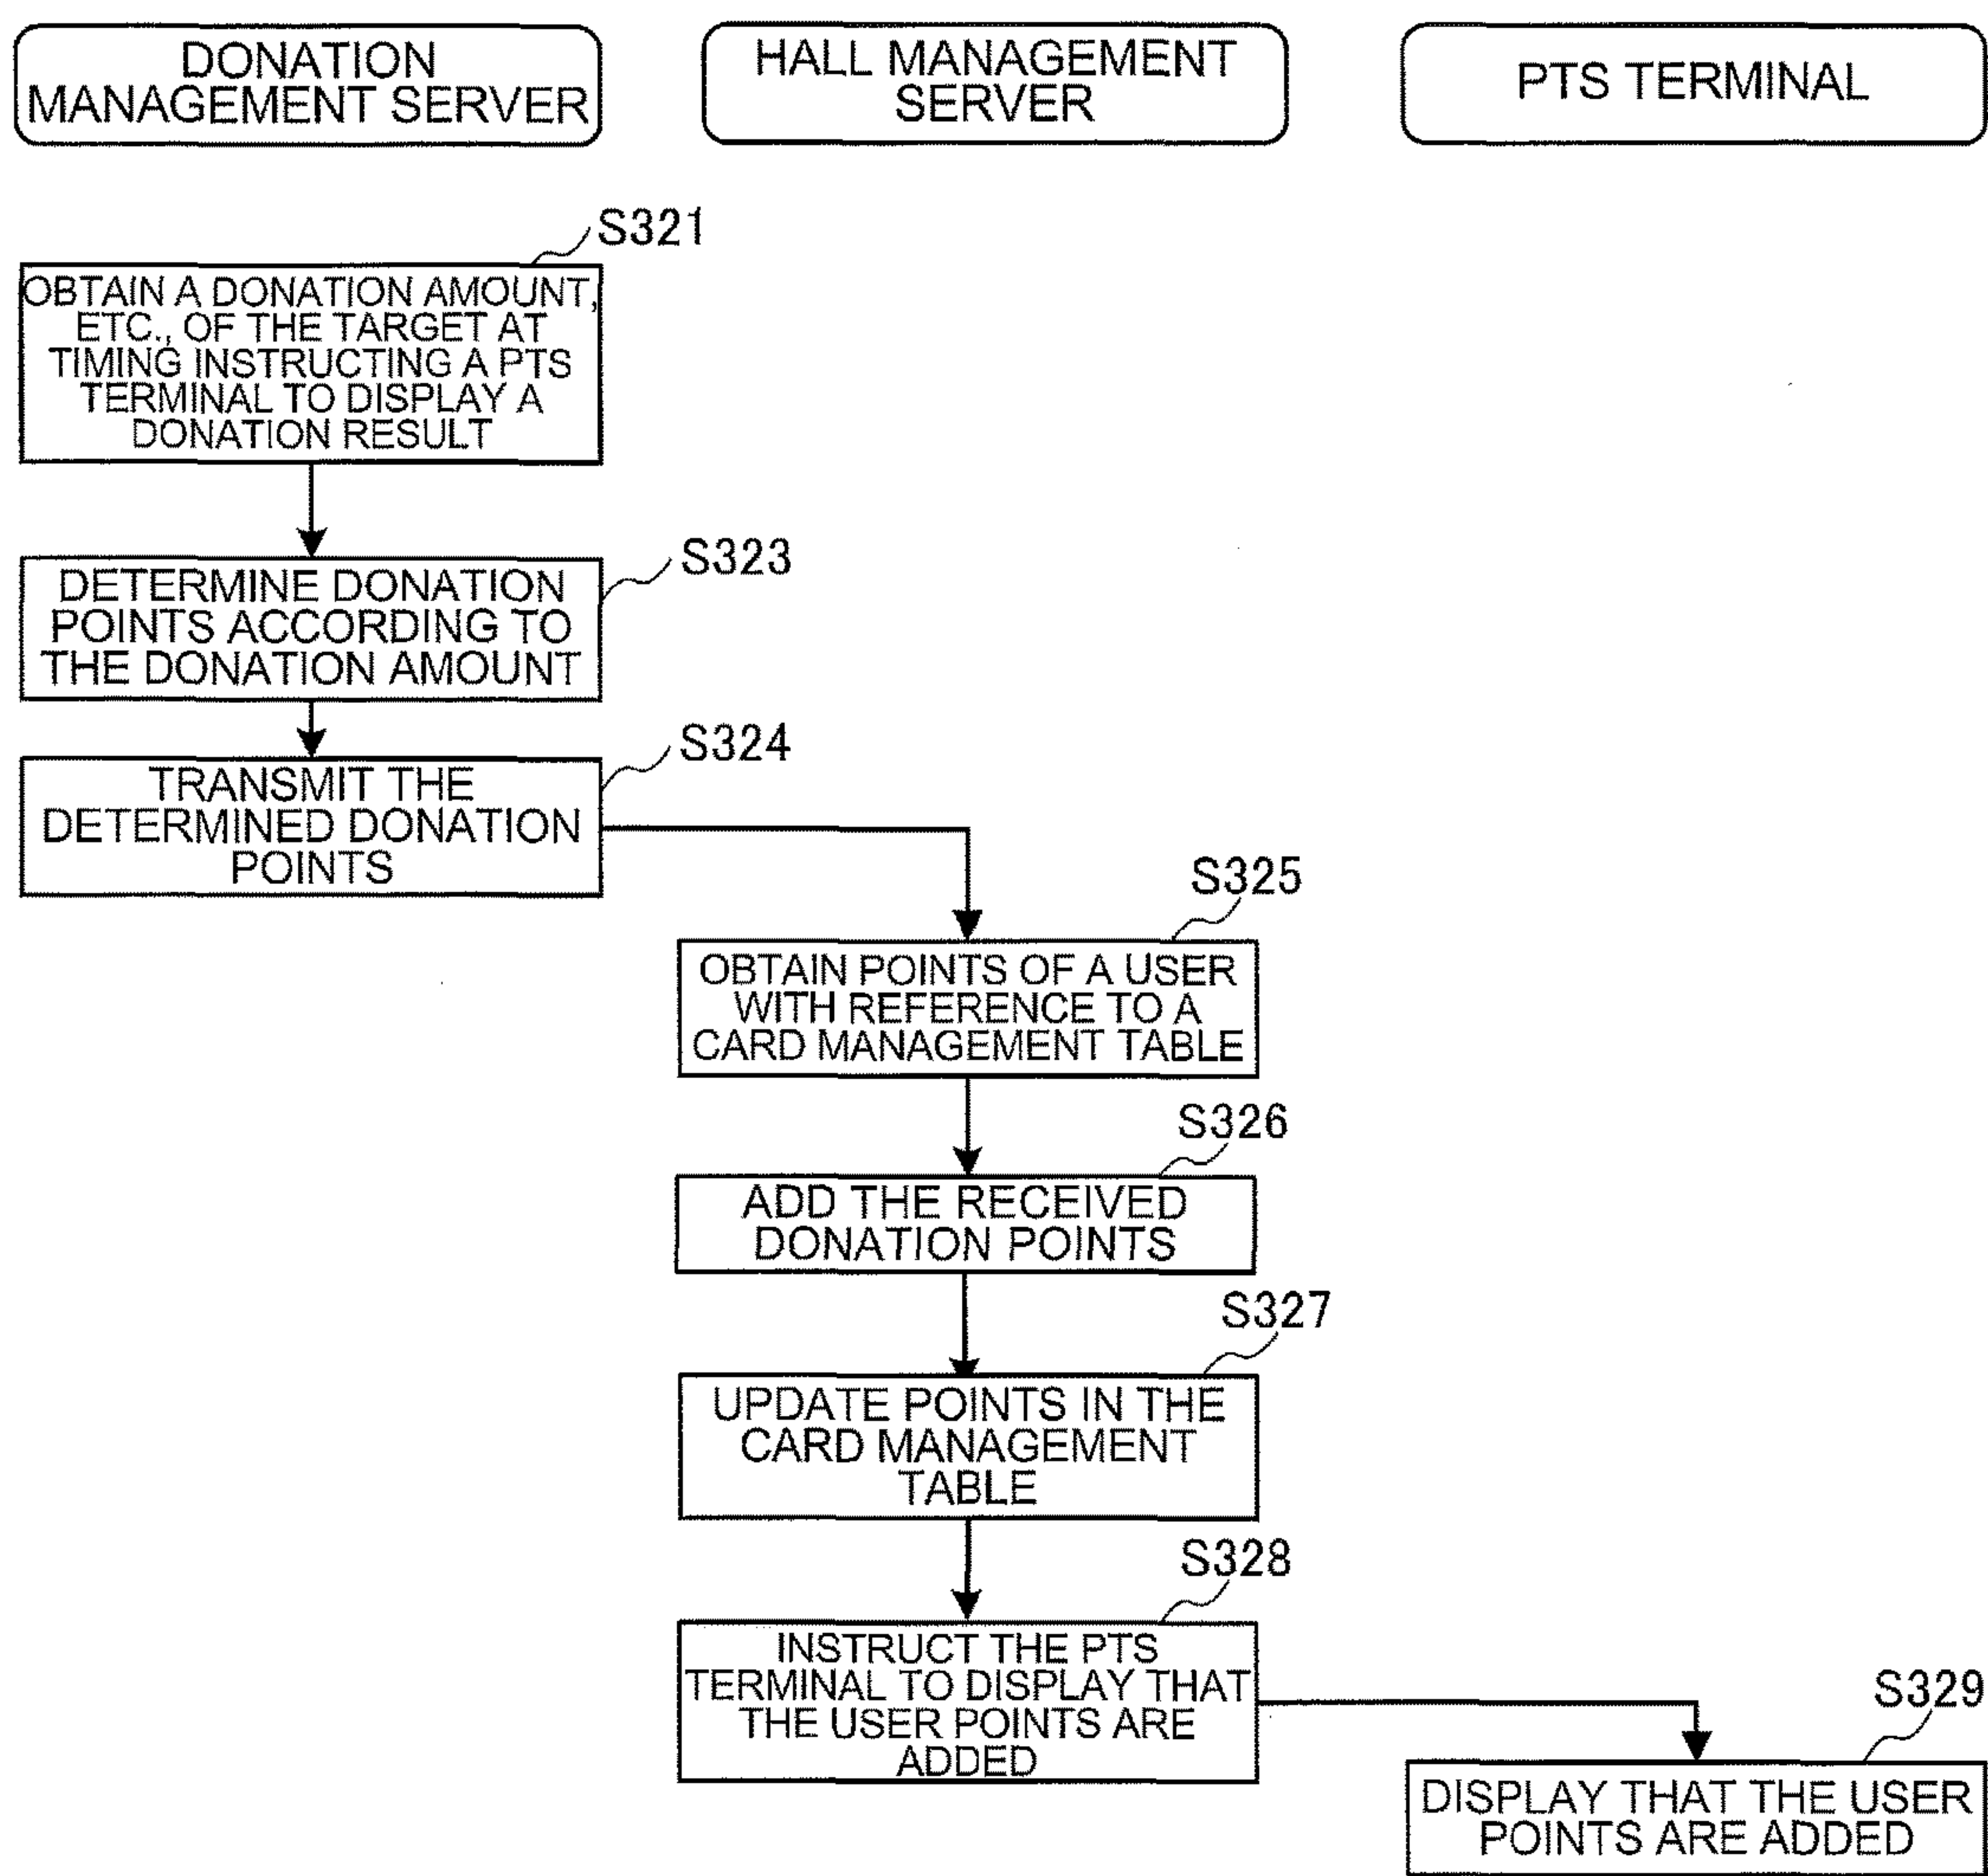 DONATION
MANAGEMENT SERVER
HALL MANAGEMENT
SERVER
PTS TERMINAL
S321
OBTAIN A DONATION AMOUNT,
ETC., OF THE TARGET AT
TIMING INSTRUCTING A PTS
TERMINAL TO DISPLAY A
DONATION RESULT
S323
DETERMINE DONATION
POINTS ACCORDING TO
THE DONATION AMOUNT
S324
TRANSMIT THE
DETERMINED DONATION
POINTS
S325
OBTAIN POINTS OF A USER
WITH REFERENCE TO A
CARD MANAGEMENT TABLE
S326
ADD THE RECEIVED
DONATION POINTS
S327
UPDATE POINTS IN THE
CARD MANAGEMENT
TABLE
S328
INSTRUCT THE PTS
TERMINAL TO DISPLAY THAT
THE USER POINTS ARE
ADDED
S329
DISPLAY THAT THE USER
POINTS ARE ADDED